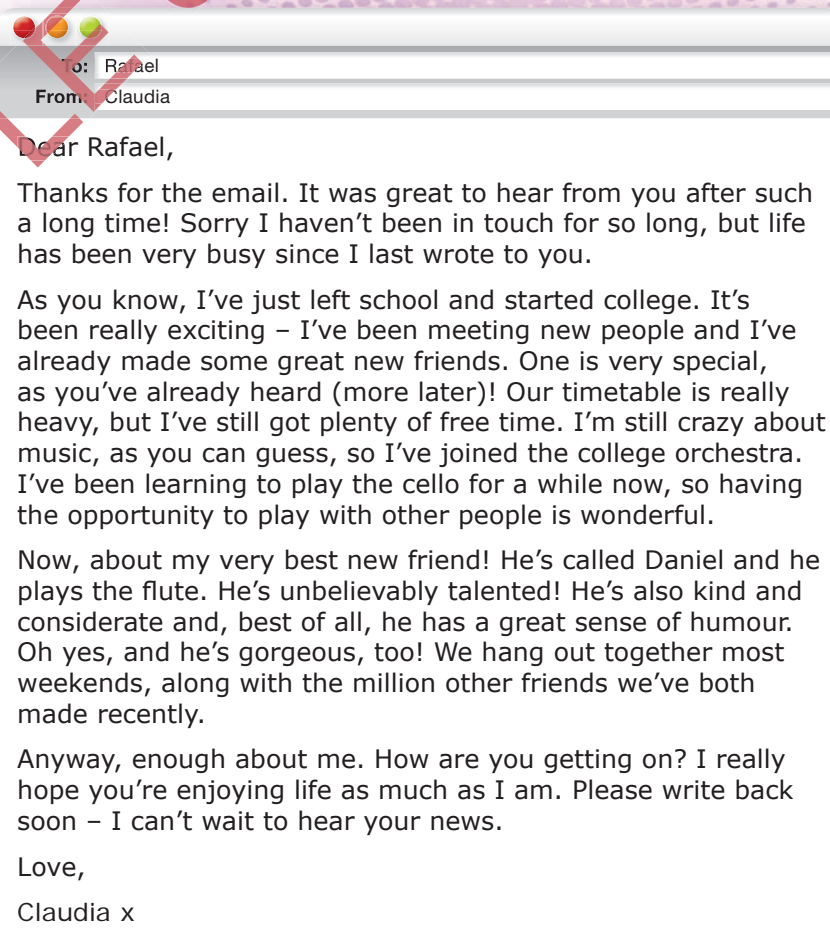 To: Rafael
From: Claudia
Dear Rafael,
Thanks for the email. It was great to hear from you after such
a long time! Sorry I haven’t been in touch for so long, but life
has been very busy since I last wrote to you.
As you know, I’ve just left school and started college. It’s
been really exciting – I’ve been meeting new people and I’ve
already made some great new friends. One is very special,
as you’ve already heard (more later)! Our timetable is really
heavy, but I’ve still got plenty of free time. I’m still crazy about
music, as you can guess, so I’ve joined the college orchestra.
I’ve been learning to play the cello for a while now, so having
the opportunity to play with other people is wonderful.
Now, about my very best new friend! He’s called Daniel and he
plays the flute. He’s unbelievably talented! He’s also kind and
considerate and, best of all, he has a great sense of humour.
Oh yes, and he’s gorgeous, too! We hang out together most
weekends, along with the million other friends we’ve both
made recently.
Anyway, enough about me. How are you getting on? I really
hope you’re enjoying life as much as I am. Please write back
soon – I can’t wait to hear your news.
Love,
Claudia x